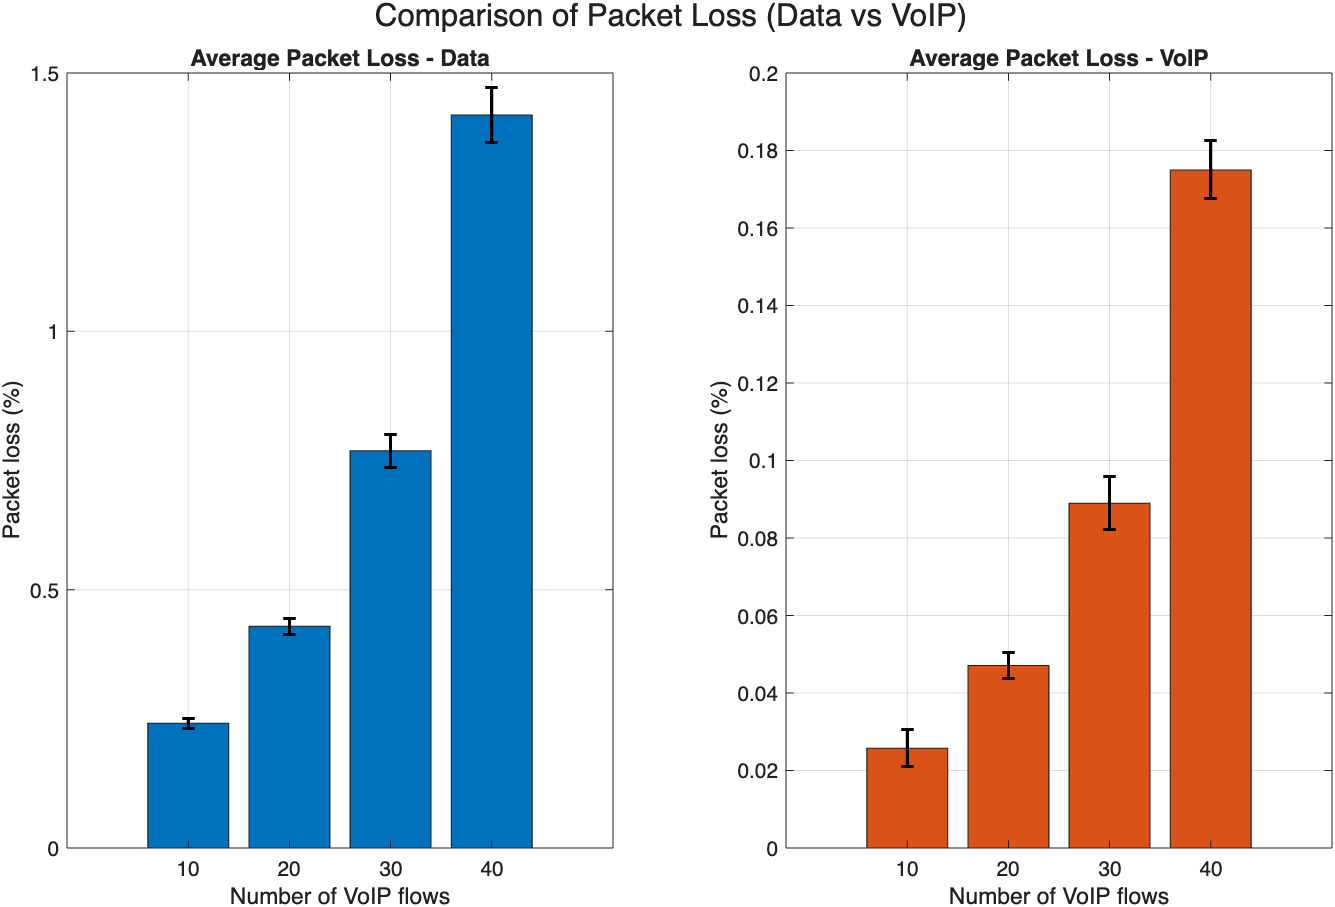 Comparison of Packet Loss (Data vs VoIP)
Average Packet Loss - Data
1.5
1
0.5
0
Packet loss (%)
10 20 30 40
Number of VoIP flows
Average Packet Loss - VoIP
0.2
0.18
0.16
0.14
0.12
0.1
0.08
0.06
0.04
0.02
0
Packet loss (%)
10 20 30 40
Number of VoIP flows